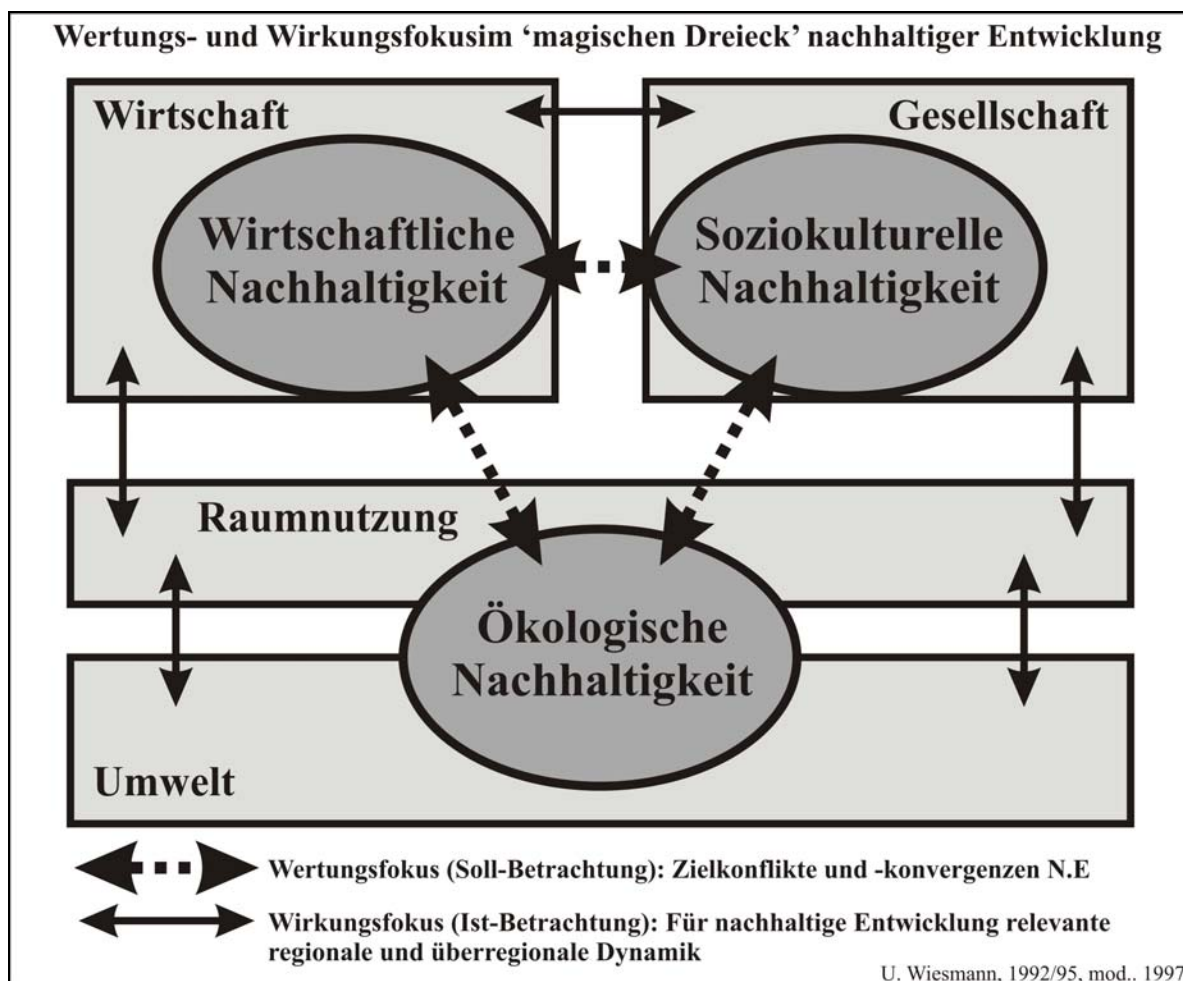 Wertungs- und Wirkungsfokusim ‘magischen Dreieck’ nachhaltiger Entwicklung
Wirtschaft
Gesellschaft
Wirtschaftliche
Nachhaltigkeit
Soziokulturelle
Nachhaltigkeit
Raumnutzung
Ökologische
Nachhaltigkeit
Umwelt
Wertungsfokus (Soll-Betrachtung): Zielkonflikte und -konvergenzen N.E
Wirkungsfokus (Ist-Betrachtung): Für nachhaltige Entwicklung relevante
regionale und überregionale Dynamik
U. Wiesmann, 1992/95, mod.. 1997